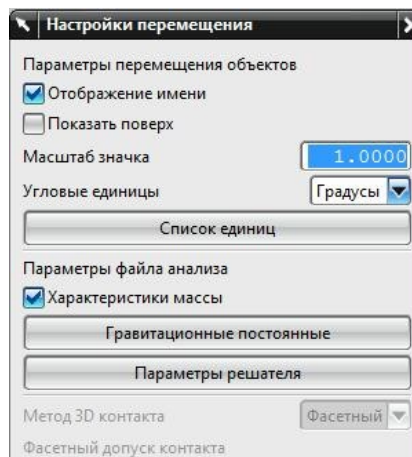 Настройки перемещения
Параметры перемещения объектов
Отображение имени
Показать поверх
Масштаб значка 1.0000
Угловые единицы Градусы
Список единиц
Параметры файла анализа
Характеристики массы
Гравитационные постоянные
Параметры решателя
Метод 3D контакта Фасетный
Фасетный допуск контакта